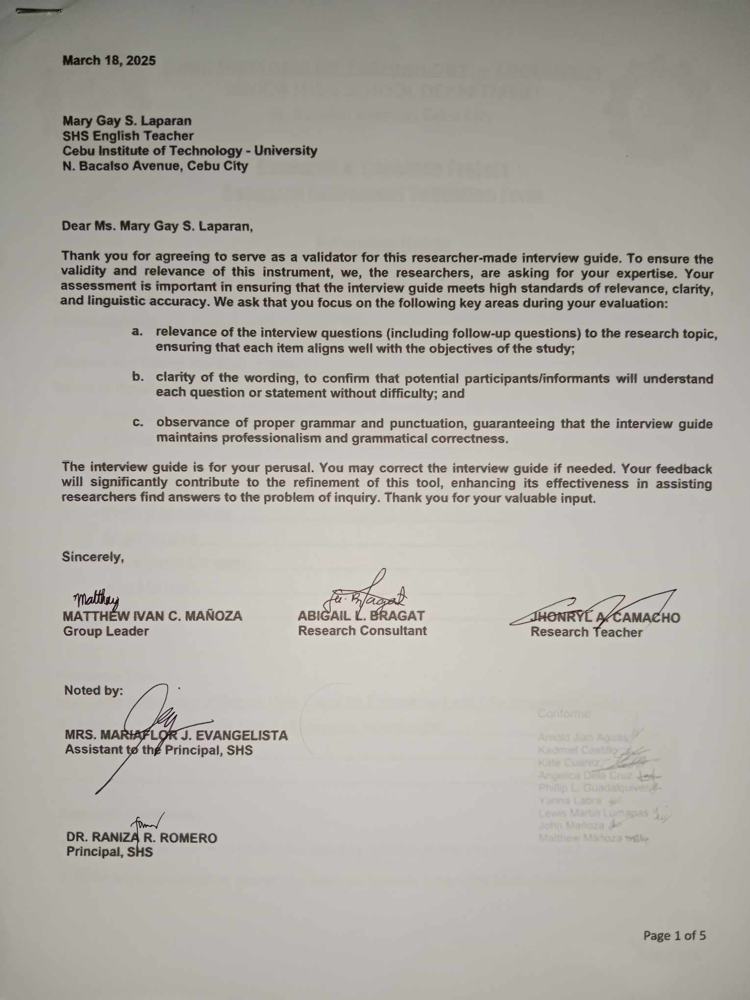 March 18, 2025
Mary Gay S. Laparan
SHS English Teacher
Cebu Institute of Technology - University
N. Bacalso Avenue, Cebu City
Dear Ms. Mary Gay S. Laparan,
Thank you for agreeing to serve as a validator for this researcher-made interview guide. To ensure the
validity and relevance of this instrument, we, the researchers, are asking for your expertise. Your
assessment is important in ensuring that the interview guide meets high standards of relevance, clarity,
and linguistic accuracy. We ask that you focus on the following key areas during your evaluation:
a. relevance of the interview questions (including follow-up questions) to the research topic,
ensuring that each item aligns well with the objectives of the study;
b. clarity of the wording, to confirm that potential participants/informants will understand
each question or statement without difficulty; and
c. observance of proper grammar and punctuation, guaranteeing that the interview guide
maintains professionalism and grammatical correctness.
The interview guide is for your perusal. You may correct the interview guide if needed. Your feedback
will significantly contribute to the refinement of this tool, enhancing its effectiveness in assisting
researchers find answers to the problem of inquiry. Thank you for your valuable input.
Sincerely,
MATTHEW IVAN C. MAÑOZA
Group Leader
ABIGAIL L. BRAGAT
Research Consultant
JHONRYL A. CAMACHO
Research Teacher
Noted by:
MRS. MARIAFLOR J. EVANGELISTA
Assistant to the Principal, SHS
DR. RANIZA R. ROMERO
Principal, SHS
Conforme
Arnold Jian Aguas
Kadmiel Castillo
Kate Cuarez
Angelica Dela Cruz
Phillip L. Guadalquiver
Yanna Labra
Lewis Martin Lumapas
John Mañoza
Matthew Mañoza
Page 1 of 5